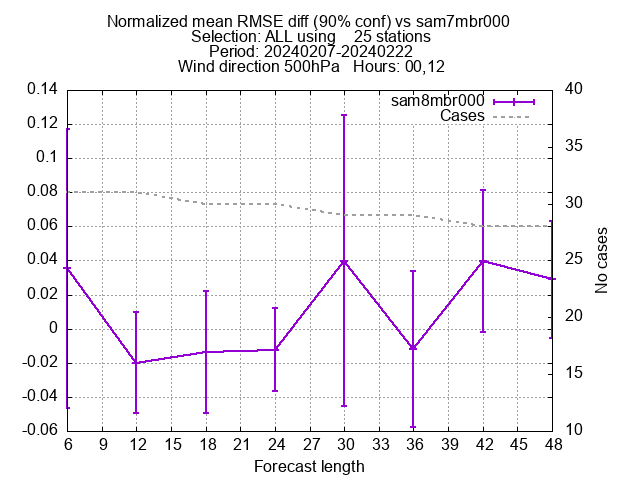 Normalized mean RMSE diff (90% conf) vs sam7mbr000
Selection: ALL using    25 stations
Period: 20240207-20240222
Wind direction 500hPa   Hours: 00,12
sam8mbr000
Cases
0.14
0.12
0.1
0.08
0.06
0.04
0.02
0
-0.02
-0.04
-0.06
40
35
30
25
20
15
10
No cases
6 9 12 15 18 21 24 27 30 33 36 39 42 45 48
Forecast length